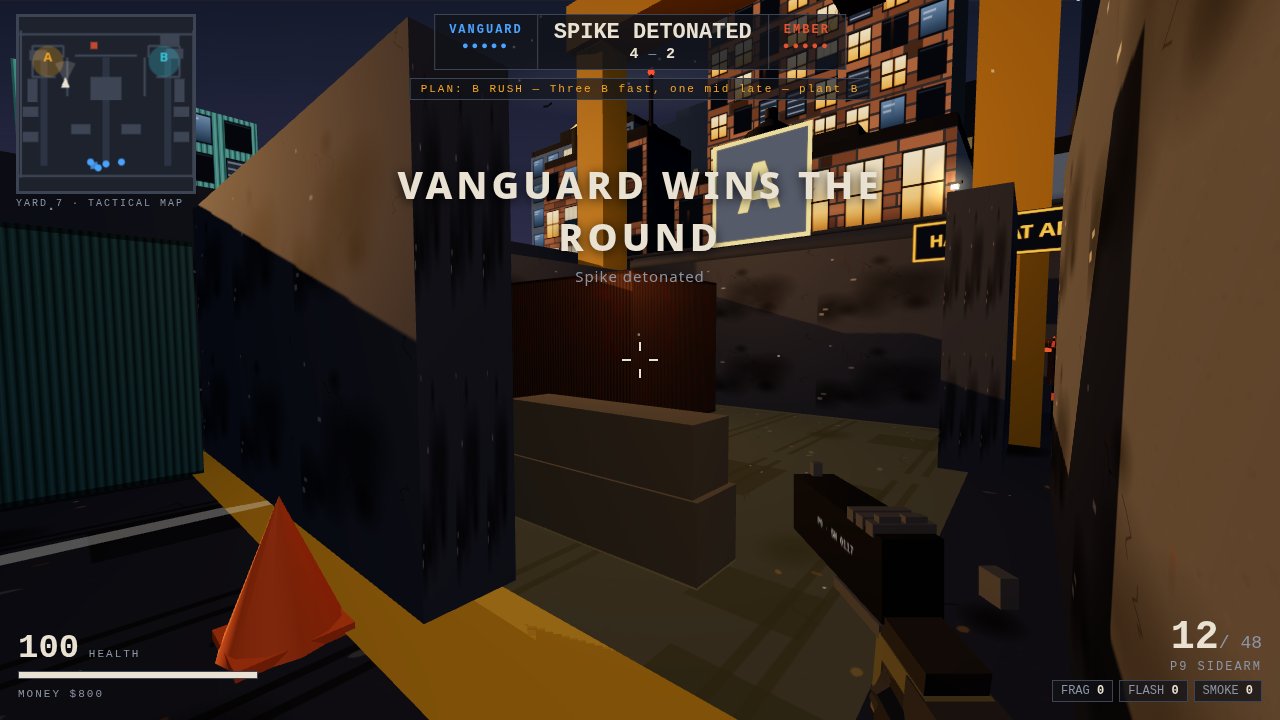 A
B
YARD 7 · TACTICAL MAP
VANGUARD
SPIKE DETONATED
4 – 2
EMBER
PLAN: B RUSH — Three B fast, one mid late — plant B
VANGUARD WINS THE
ROUND
Spike detonated
A
100 HEALTH
MONEY $800
12 / 48
P9 SIDEARM
FRAG 0
FLASH 0
SMOKE 0